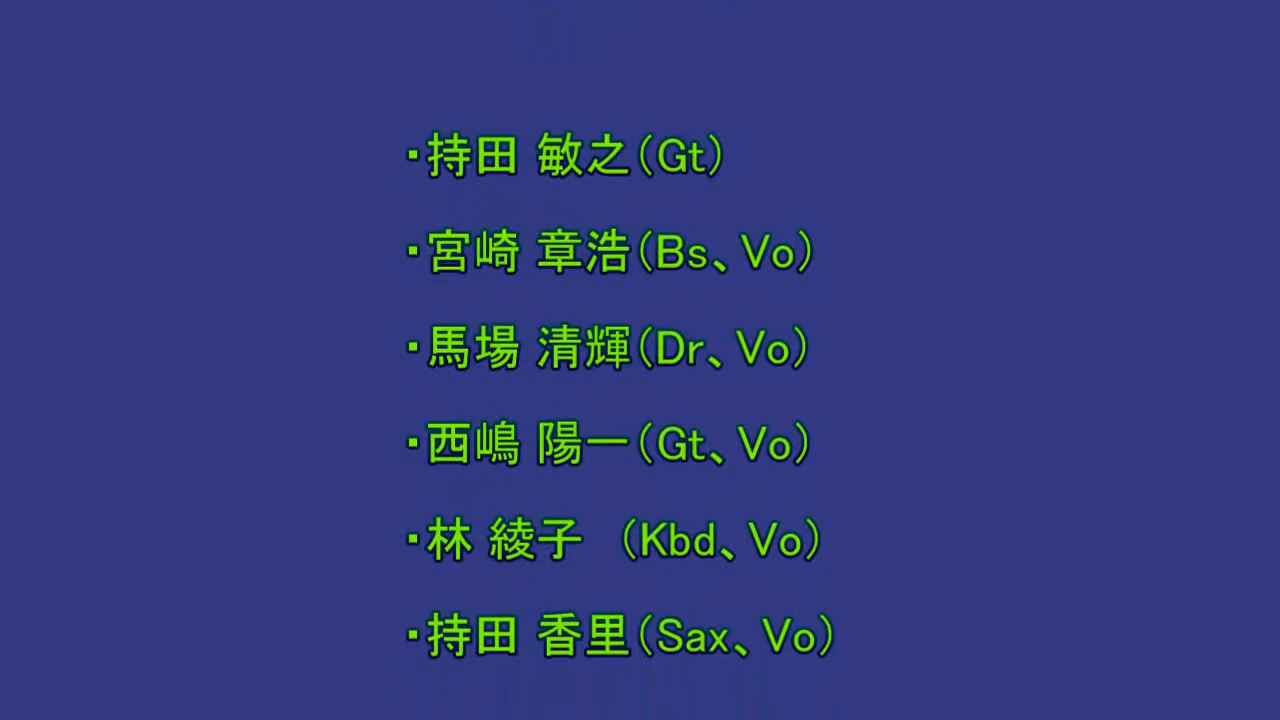 ・持田 敏之（Gt）
・宮崎 章浩（Bs、Vo）
・馬場 清輝（Dr、Vo）
・西嶋 陽一（Gt、Vo）
・林 綾子　（Kbd、Vo）
・持田 香里（Sax、Vo）